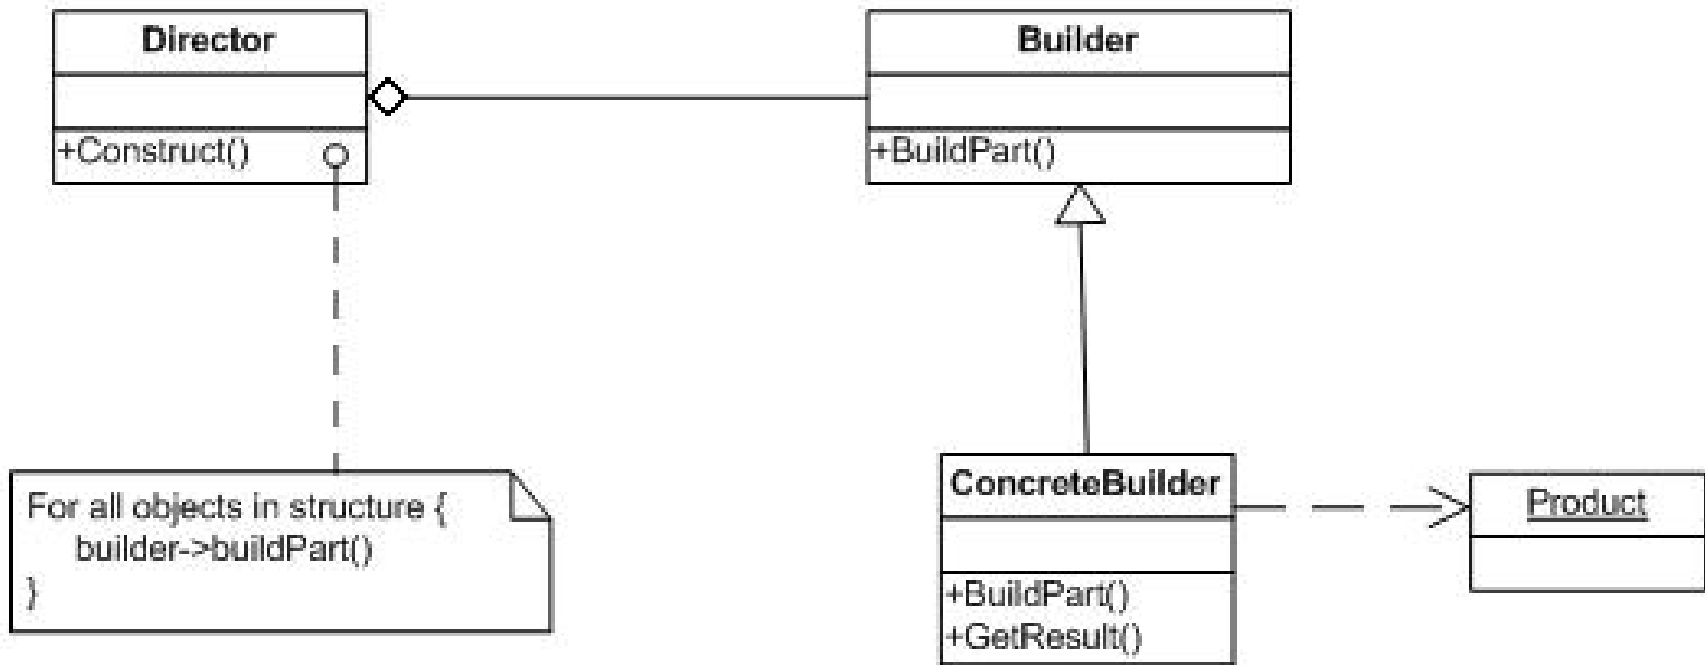 Director
+Construct()
Builder
+BuildPart()
For all objects in structure {
builder->buildPart()
}
ConcreteBuilder
+BuildPart()
+GetResult()
Product